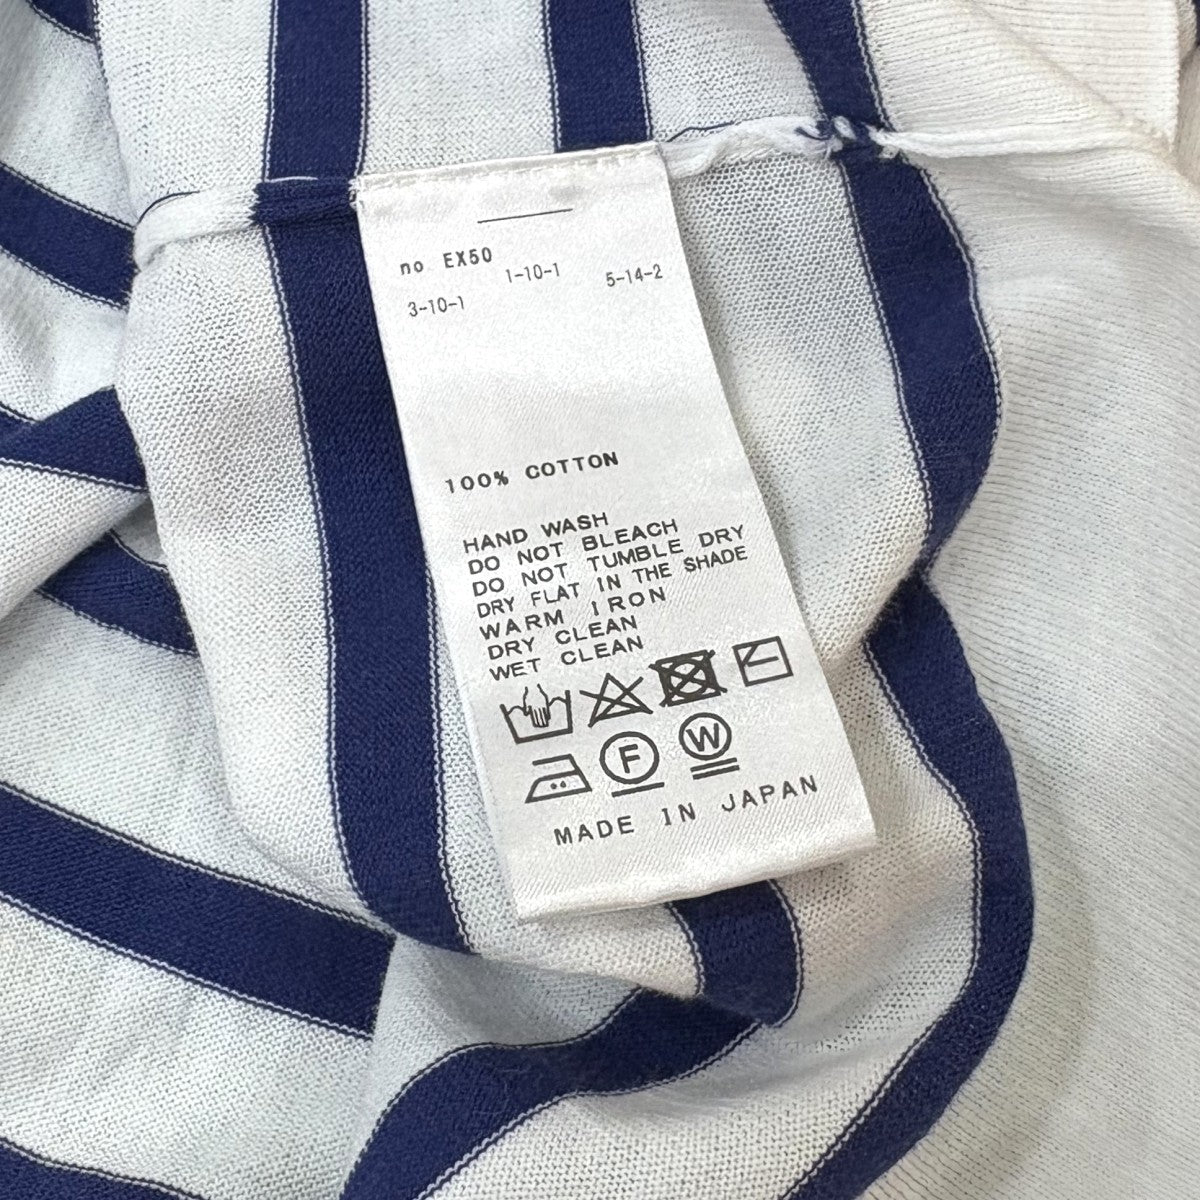 no EX50
3-10-1 1-10-1 5-14-2
100% COTTON
HAND WASH
DO NOT BLEACH
DO NOT TUMBLE DRY
DRY FLAT IN THE SHADE
WARM IRON
DRY CLEAN
WET CLEAN
F W
MADE IN JAPAN